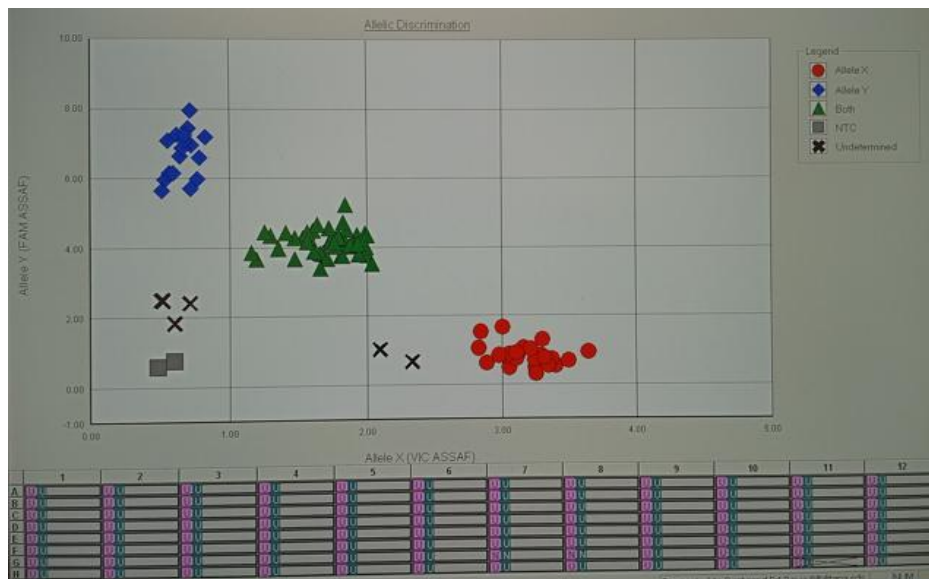 Allelic Discrimination
10.00
8.00
6.00
4.00
2.00
0.00
-1.00
0.00 1.00 2.00 3.00 4.00 5.00
Allele Y (FAM ASSAF)
Allele X (VIC ASSAF)
Legend
Allele X
Allele Y
Both
NTC
Undetermined
1 2 3 4 5 6 7 8 9 10 11 12
A U U U U U U U U U U U U U U U U U U U U U U U U
B U U U U U U U U U U U U U U U U U U U U U U U U
C U U U U U U U U U U U U U U U U U U U U U U U U
D U U U U U U U U U U U U U U U U U U U U U U U U
E U U U U U U U U U U U U U U U U U U U U U U U U
F U U U U U U U U U U U U U U U U U U U U U U U U
G U U U U U U U U U U U U N N N N U U U U U U U U
H